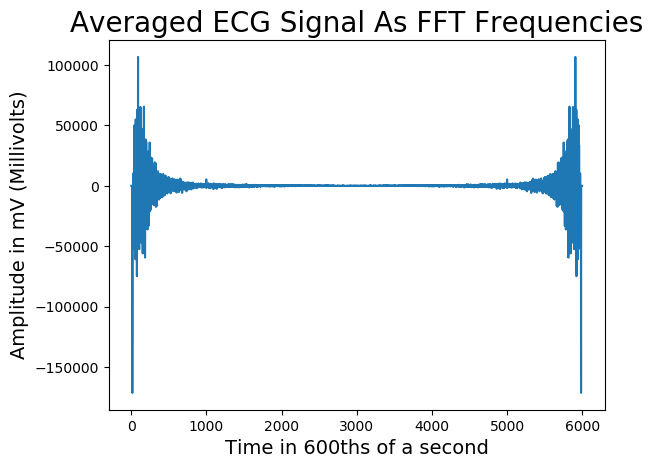 Averaged ECG Signal As FFT Frequencies
Amplitude in mV (Millivolts)
100000
50000
0
−50000
−100000
−150000
0 1000 2000 3000 4000 5000 6000
Time in 600ths of a second